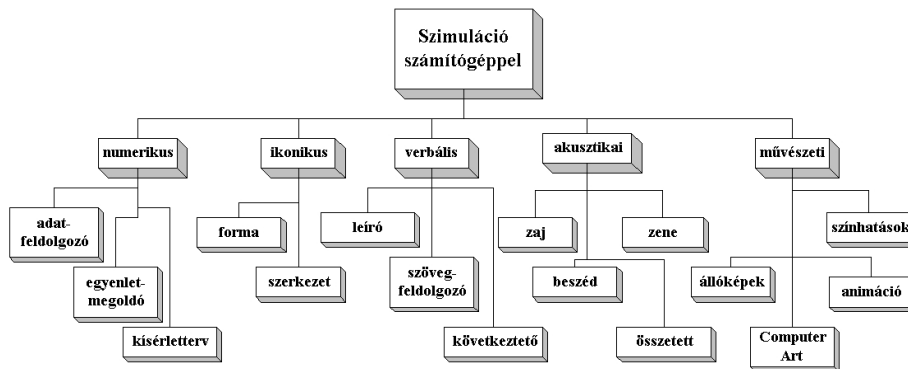 Szimuláció
számítógéppel
numerikus
ikonikus
verbális
akusztikai
művészeti
adat-
feldolgozó
forma
leíró
zaj
zene
színhatások
egyenlet-
megoldó
szerkezet
szöveg-
feldolgozó
beszéd
állóképek
animáció
kísérletterv
következtető
összetett
Computer
Art